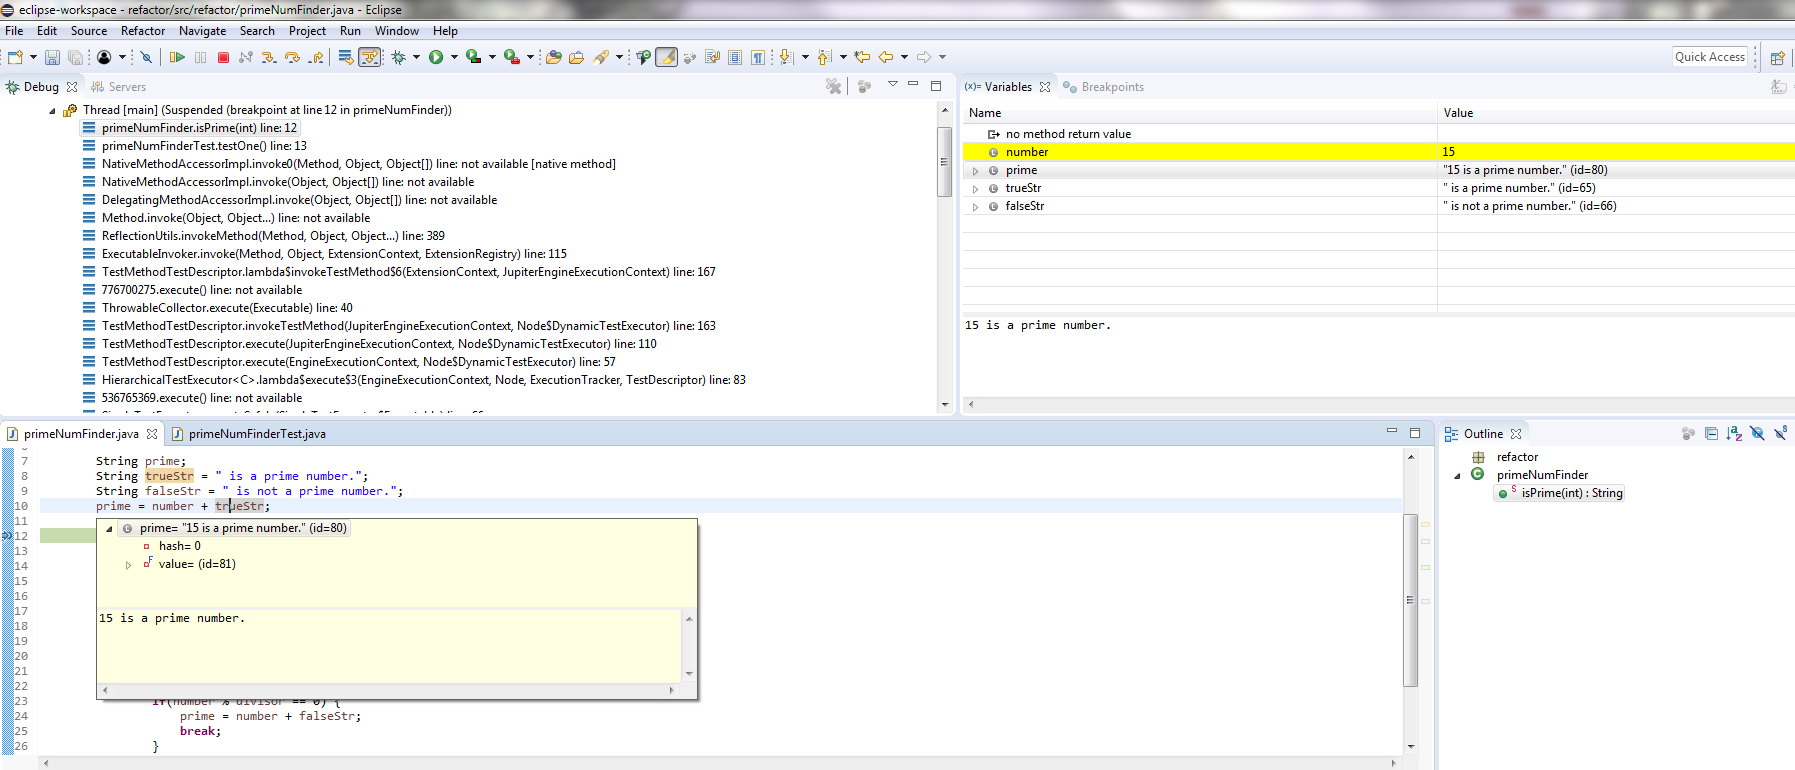 eclipse-workspace - refactor/src/refactor/primeNumFinder.java - Eclipse
File Edit Source Refactor Navigate Search Project Run Window Help
Quick Access
Debug Servers
Thread [main] (Suspended (breakpoint at line 12 in primeNumFinder))
primeNumFinder.isPrime(int) line: 12
primeNumFinderTest.testOne() line: 13
NativeMethodAccessorImpl.invoke0(Method, Object, Object[]) line: not available [native method]
NativeMethodAccessorImpl.invoke(Object, Object[]) line: not available
DelegatingMethodAccessorImpl.invoke(Object, Object[]) line: not available
Method.invoke(Object, Object...) line: not available
ReflectionUtils.invokeMethod(Method, Object, Object...) line: 389
ExecutableInvoker.invoke(Method, Object, ExtensionContext, ExtensionRegistry) line: 115
TestMethodTestDescriptor.lambda$invokeTestMethod$6(ExtensionContext, JupiterEngineExecutionContext) line: 167
776700275.execute() line: not available
ThrowableCollector.execute(Executable) line: 40
TestMethodTestDescriptor.invokeTestMethod(JupiterEngineExecutionContext, Node$DynamicTestExecutor) line: 163
TestMethodTestDescriptor.execute(JupiterEngineExecutionContext, Node$DynamicTestExecutor) line: 110
TestMethodTestDescriptor.execute(EngineExecutionContext, Node$DynamicTestExecutor) line: 57
HierarchicalTestExecutor<C>.lambda$execute$3(EngineExecutionContext, Node, ExecutionTracker, TestDescriptor) line: 83
536765369.execute() line: not available
(x)= Variables Breakpoints
Name Value
no method return value
number 15
prime "15 is a prime number." (id=80)
trueStr " is a prime number." (id=65)
falseStr " is not a prime number." (id=66)
15 is a prime number.
primeNumFinder.java primeNumFinderTest.java
7 String prime;
8 String trueStr = " is a prime number.";
9 String falseStr = " is not a prime number.";
10 prime = number + trueStr;
11
12
13
14
15
16
17
18
19
20
21
22
23 if(number % divisor == 0) {
24 prime = number + falseStr;
25 break;
26 }
prime= "15 is a prime number." (id=80)
hash= 0
value= (id=81)
15 is a prime number.
Outline
refactor
primeNumFinder
isPrime(int) : String